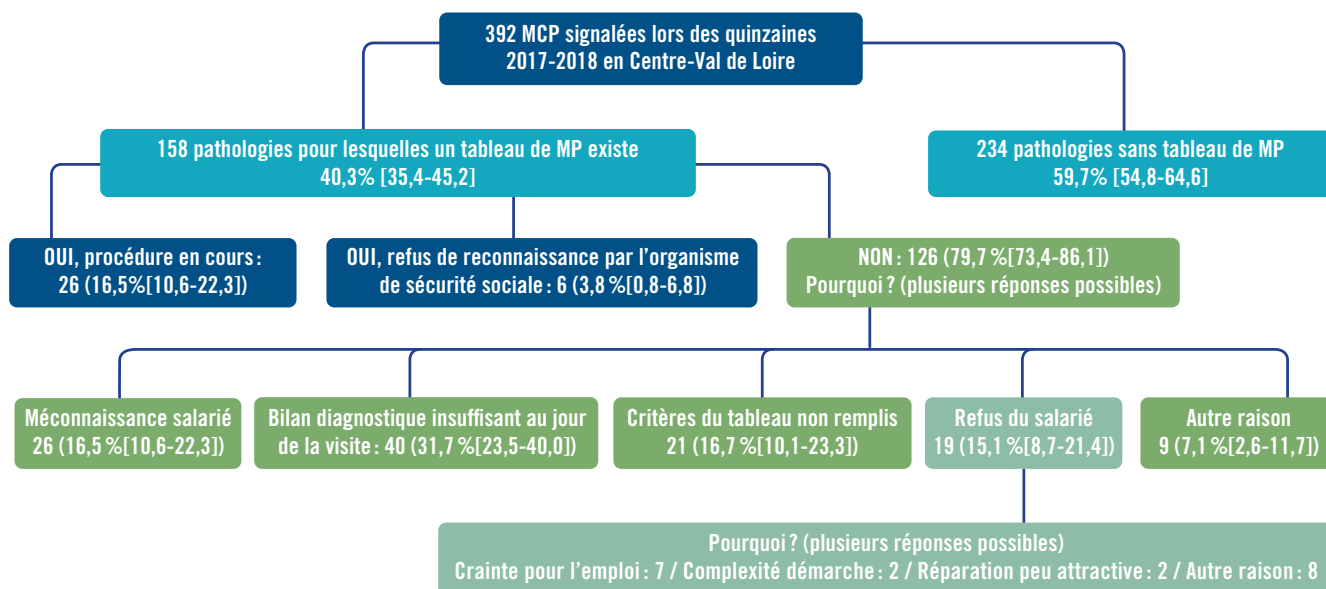 392 MCP signalées lors des quinzaines
2017-2018 en Centre-Val de Loire
158 pathologies pour lesquelles un tableau de MP existe
40,3% [35,4-45,2]
234 pathologies sans tableau de MP
59,7% [54,8-64,6]
OUI, procédure en cours :
26 (16,5%[10,6-22,3])
OUI, refus de reconnaissance par l'organisme
de sécurité sociale : 6 (3,8 %[0,8-6,8])
NON : 126 (79,7 %[73,4-86,1])
Pourquoi ? (plusieurs réponses possibles)
Méconnaissance salarié
26 (16,5 %[10,6-22,3])
Bilan diagnostique insuffisant au jour
de la visite : 40 (31,7 %[23,5-40,0])
Critères du tableau non remplis
21 (16,7 %[10,1-23,3])
Refus du salarié
19 (15,1 %[8,7-21,4])
Autre raison
9 (7,1 %[2,6-11,7])
Pourquoi ? (plusieurs réponses possibles)
Crainte pour l'emploi : 7 / Complexité démarche : 2 / Réparation peu attractive : 2 / Autre raison : 8